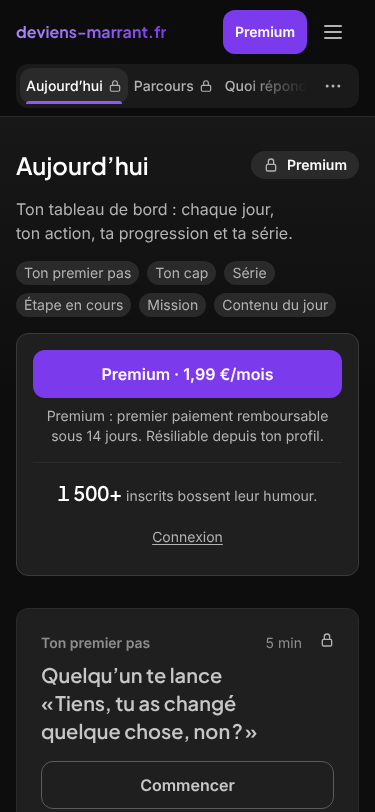 deviens-marrant.fr
Premium
Aujourd’hui
Parcours
Quoi répond
Aujourd’hui
Premium
Ton tableau de bord : chaque jour,
ton action, ta progression et ta série.
Ton premier pas
Ton cap
Série
Étape en cours
Mission
Contenu du jour
Premium · 1,99 €/mois
Premium : premier paiement remboursable
sous 14 jours. Résiliable depuis ton profil.
1 500+ inscrits bossent leur humour.
Connexion
Ton premier pas
5 min
Quelqu’un te lance
« Tiens, tu as changé
quelque chose, non ? »
Commencer